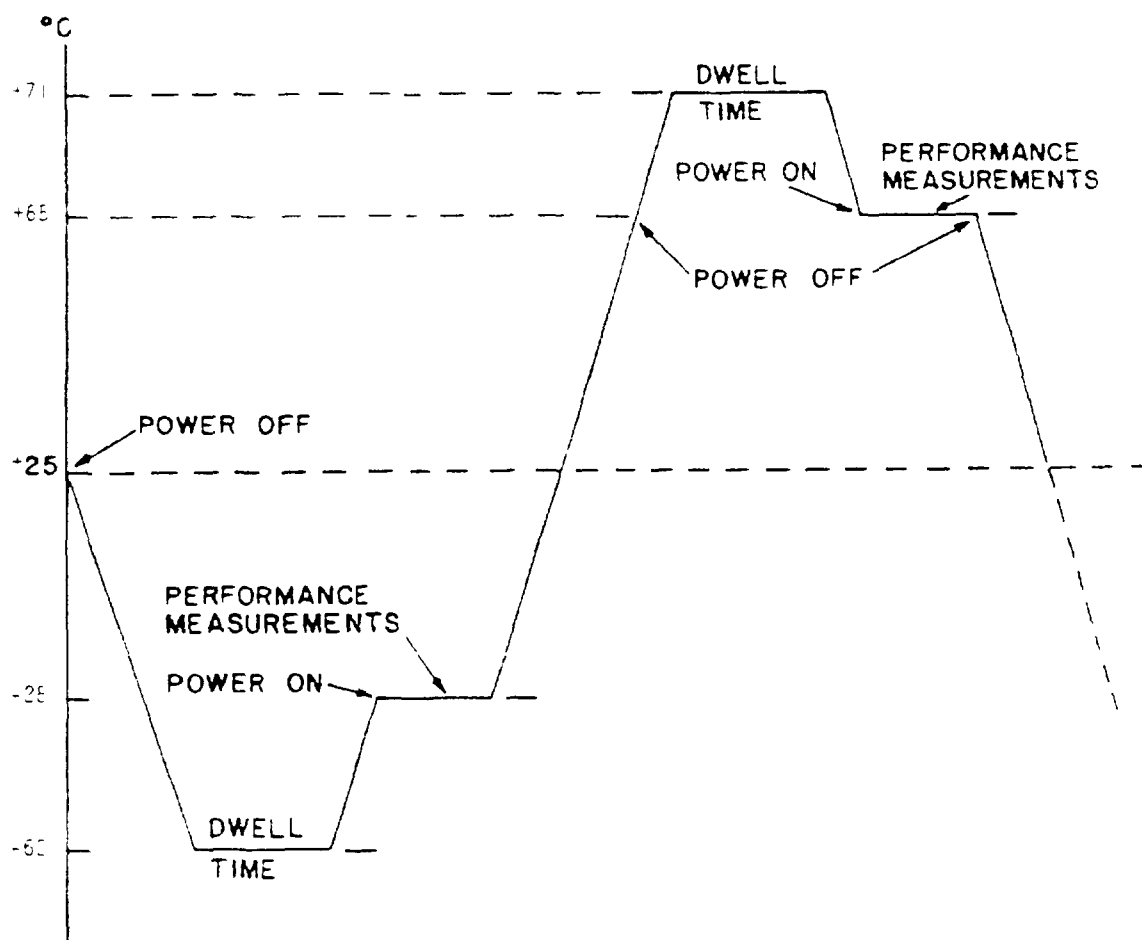 °C
+71
DWELL
TIME
POWER ON
PERFORMANCE
MEASUREMENTS
+65
POWER OFF
POWER OFF
+25
PERFORMANCE
MEASUREMENTS
POWER ON
-28
DWELL
TIME